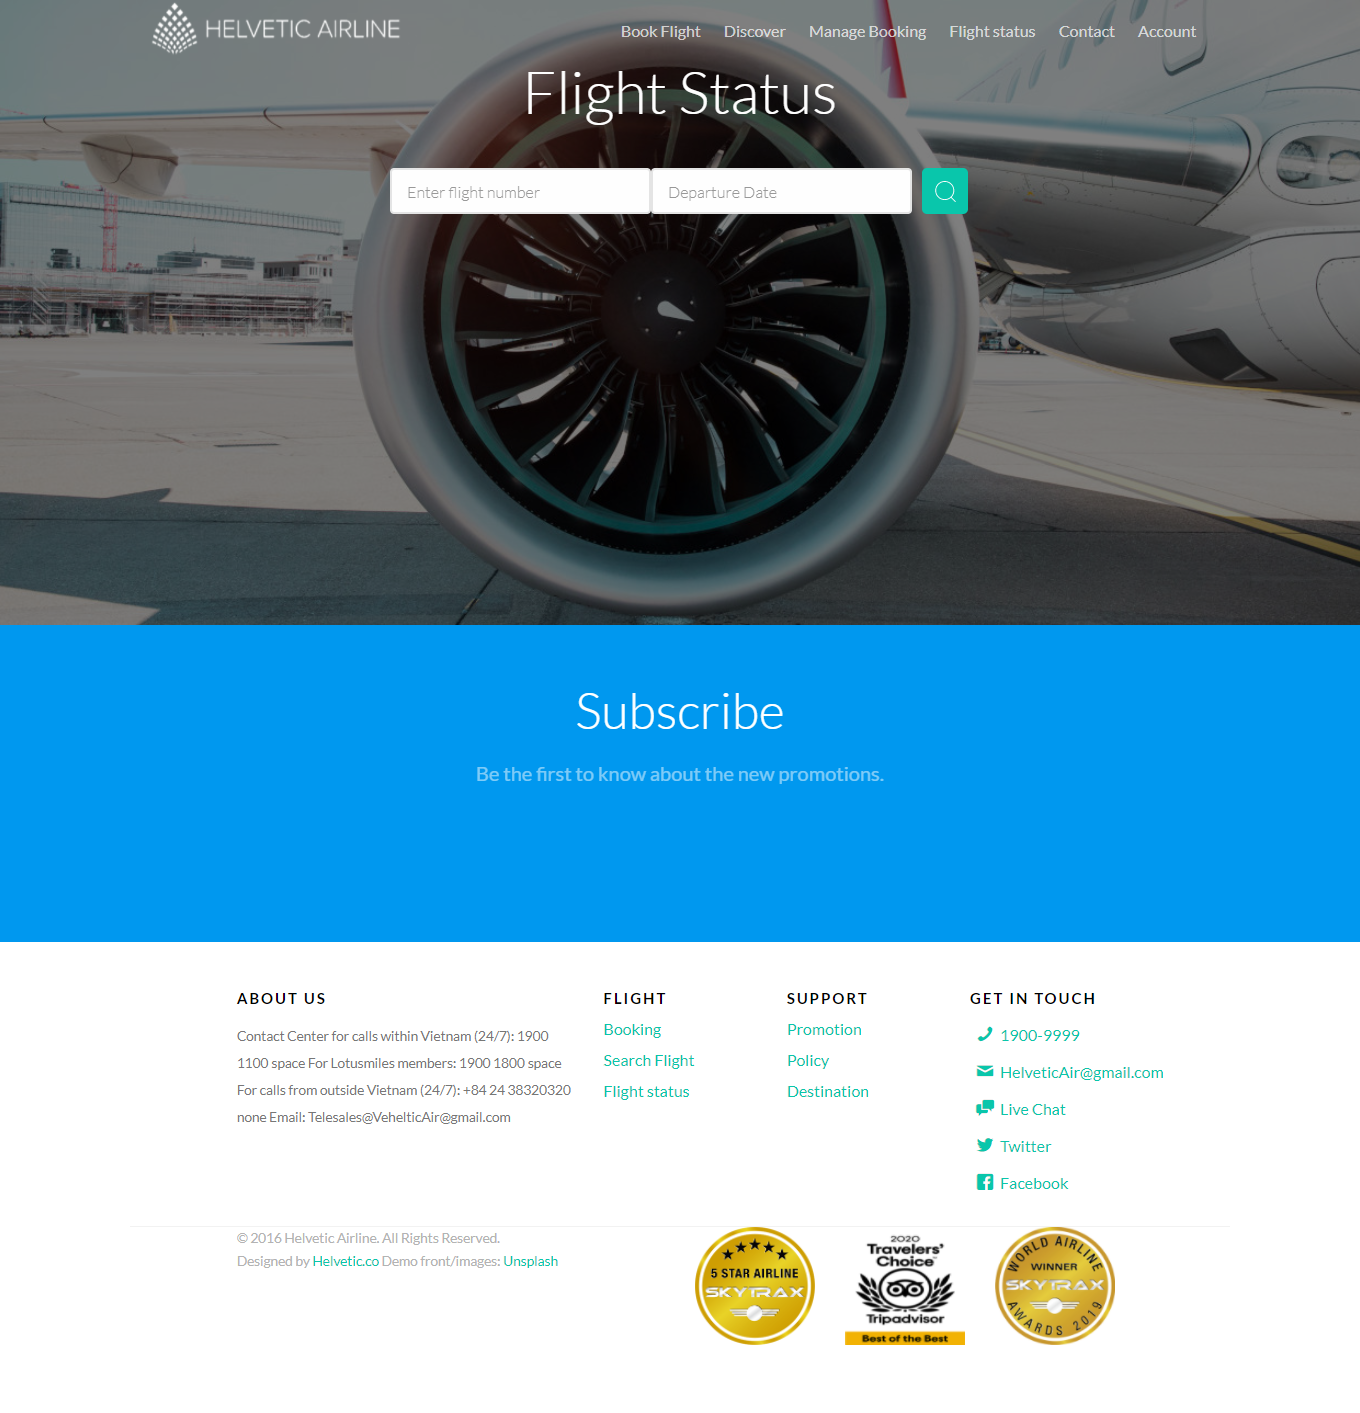 HELVETIC AIRLINE
Book Flight Discover Manage Booking Flight status Contact Account
Flight Status
Enter flight number
Departure Date
Subscribe
Be the first to know about the new promotions.
ABOUT US
Contact Center for calls within Vietnam (24/7): 1900
1100 space For Lotusmiles members: 1900 1800 space
For calls from outside Vietnam (24/7): +84 24 38320320
none Email: Telesales@VehelticAir@gmail.com
FLIGHT
Booking
Search Flight
Flight status
SUPPORT
Promotion
Policy
Destination
GET IN TOUCH
1900-9999
HelveticAir@gmail.com
Live Chat
Twitter
Facebook
© 2016 Helvetic Airline. All Rights Reserved.
Designed by Helvetic.co Demo front/images: Unsplash
5 STAR AIRLINE
SKYTRAX
2020
Travelers'
Choice™
Tripadvisor
Best of the Best
WORLD AIRLINE
WINNER
SKYTRAX
AWARDS 2019